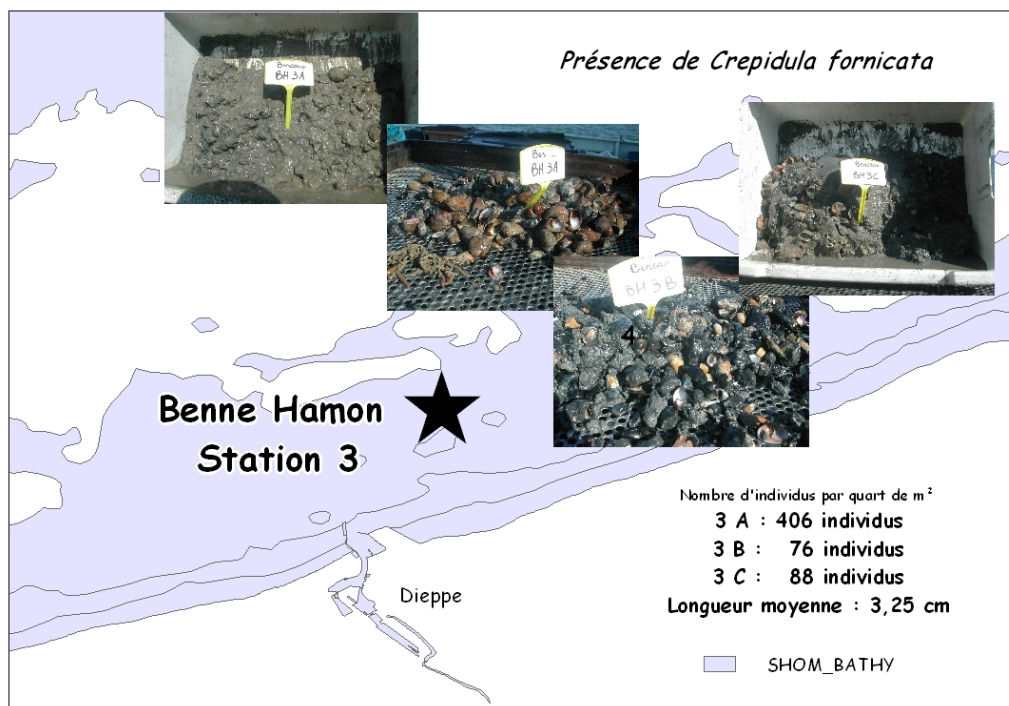 Présence de Crepidula fornicata
BH 3A
BH 3A
BH 3C
BH 3B
4
Benne Hamon
Station 3
Nombre d'individus par quart de m²
3 A : 406 individus
3 B : 76 individus
3 C : 88 individus
Longueur moyenne : 3,25 cm
Dieppe
SHOM_BATHY